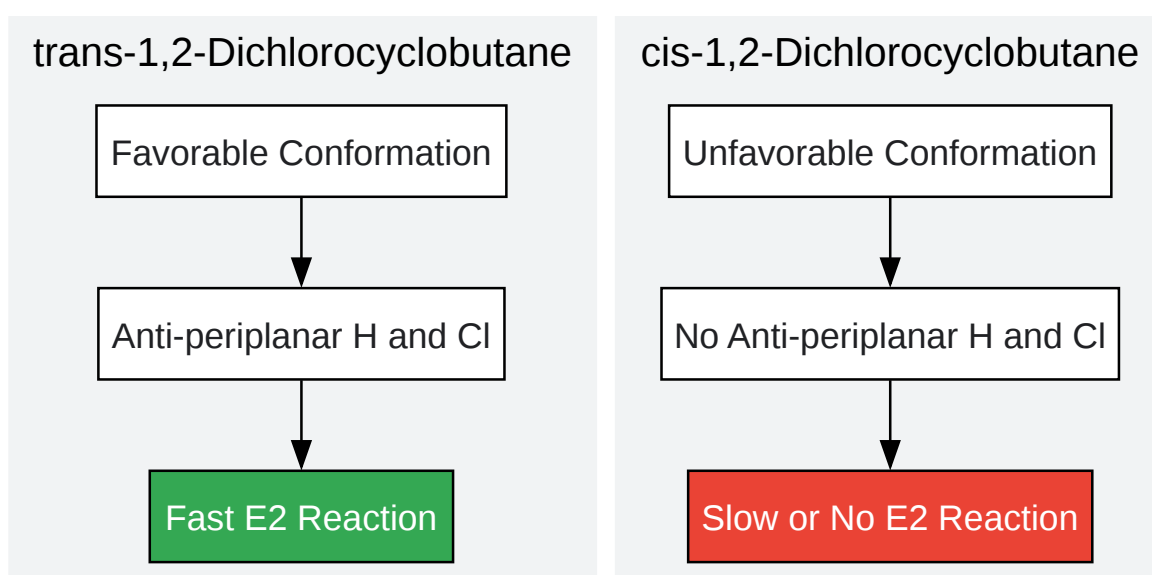 trans-1,2-Dichlorocyclobutane
Favorable Conformation
Anti-periplanar H and Cl
Fast E2 Reaction
cis-1,2-Dichlorocyclobutane
Unfavorable Conformation
No Anti-periplanar H and Cl
Slow or No E2 Reaction